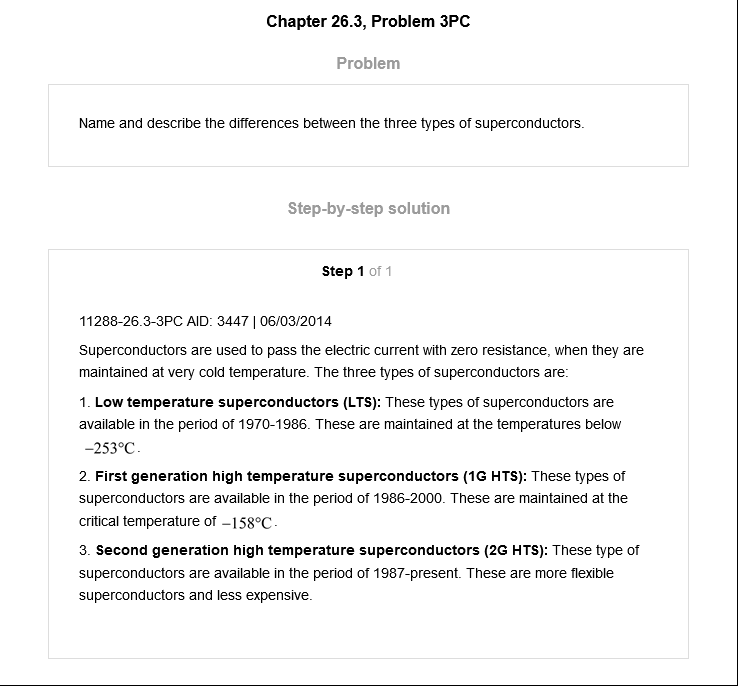 Chapter 26.3, Problem 3PC
Problem
Name and describe the differences between the three types of superconductors.
Step-by-step solution
Step 1 of 1
11288-26.3-3PC AID: 3447 | 06/03/2014
Superconductors are used to pass the electric current with zero resistance, when they are
maintained at very cold temperature. The three types of superconductors are:
1. Low temperature superconductors (LTS): These types of superconductors are
available in the period of 1970-1986. These are maintained at the temperatures below
−253°C.
2. First generation high temperature superconductors (1G HTS): These types of
superconductors are available in the period of 1986-2000. These are maintained at the
critical temperature of −158°C.
3. Second generation high temperature superconductors (2G HTS): These type of
superconductors are available in the period of 1987-present. These are more flexible
superconductors and less expensive.